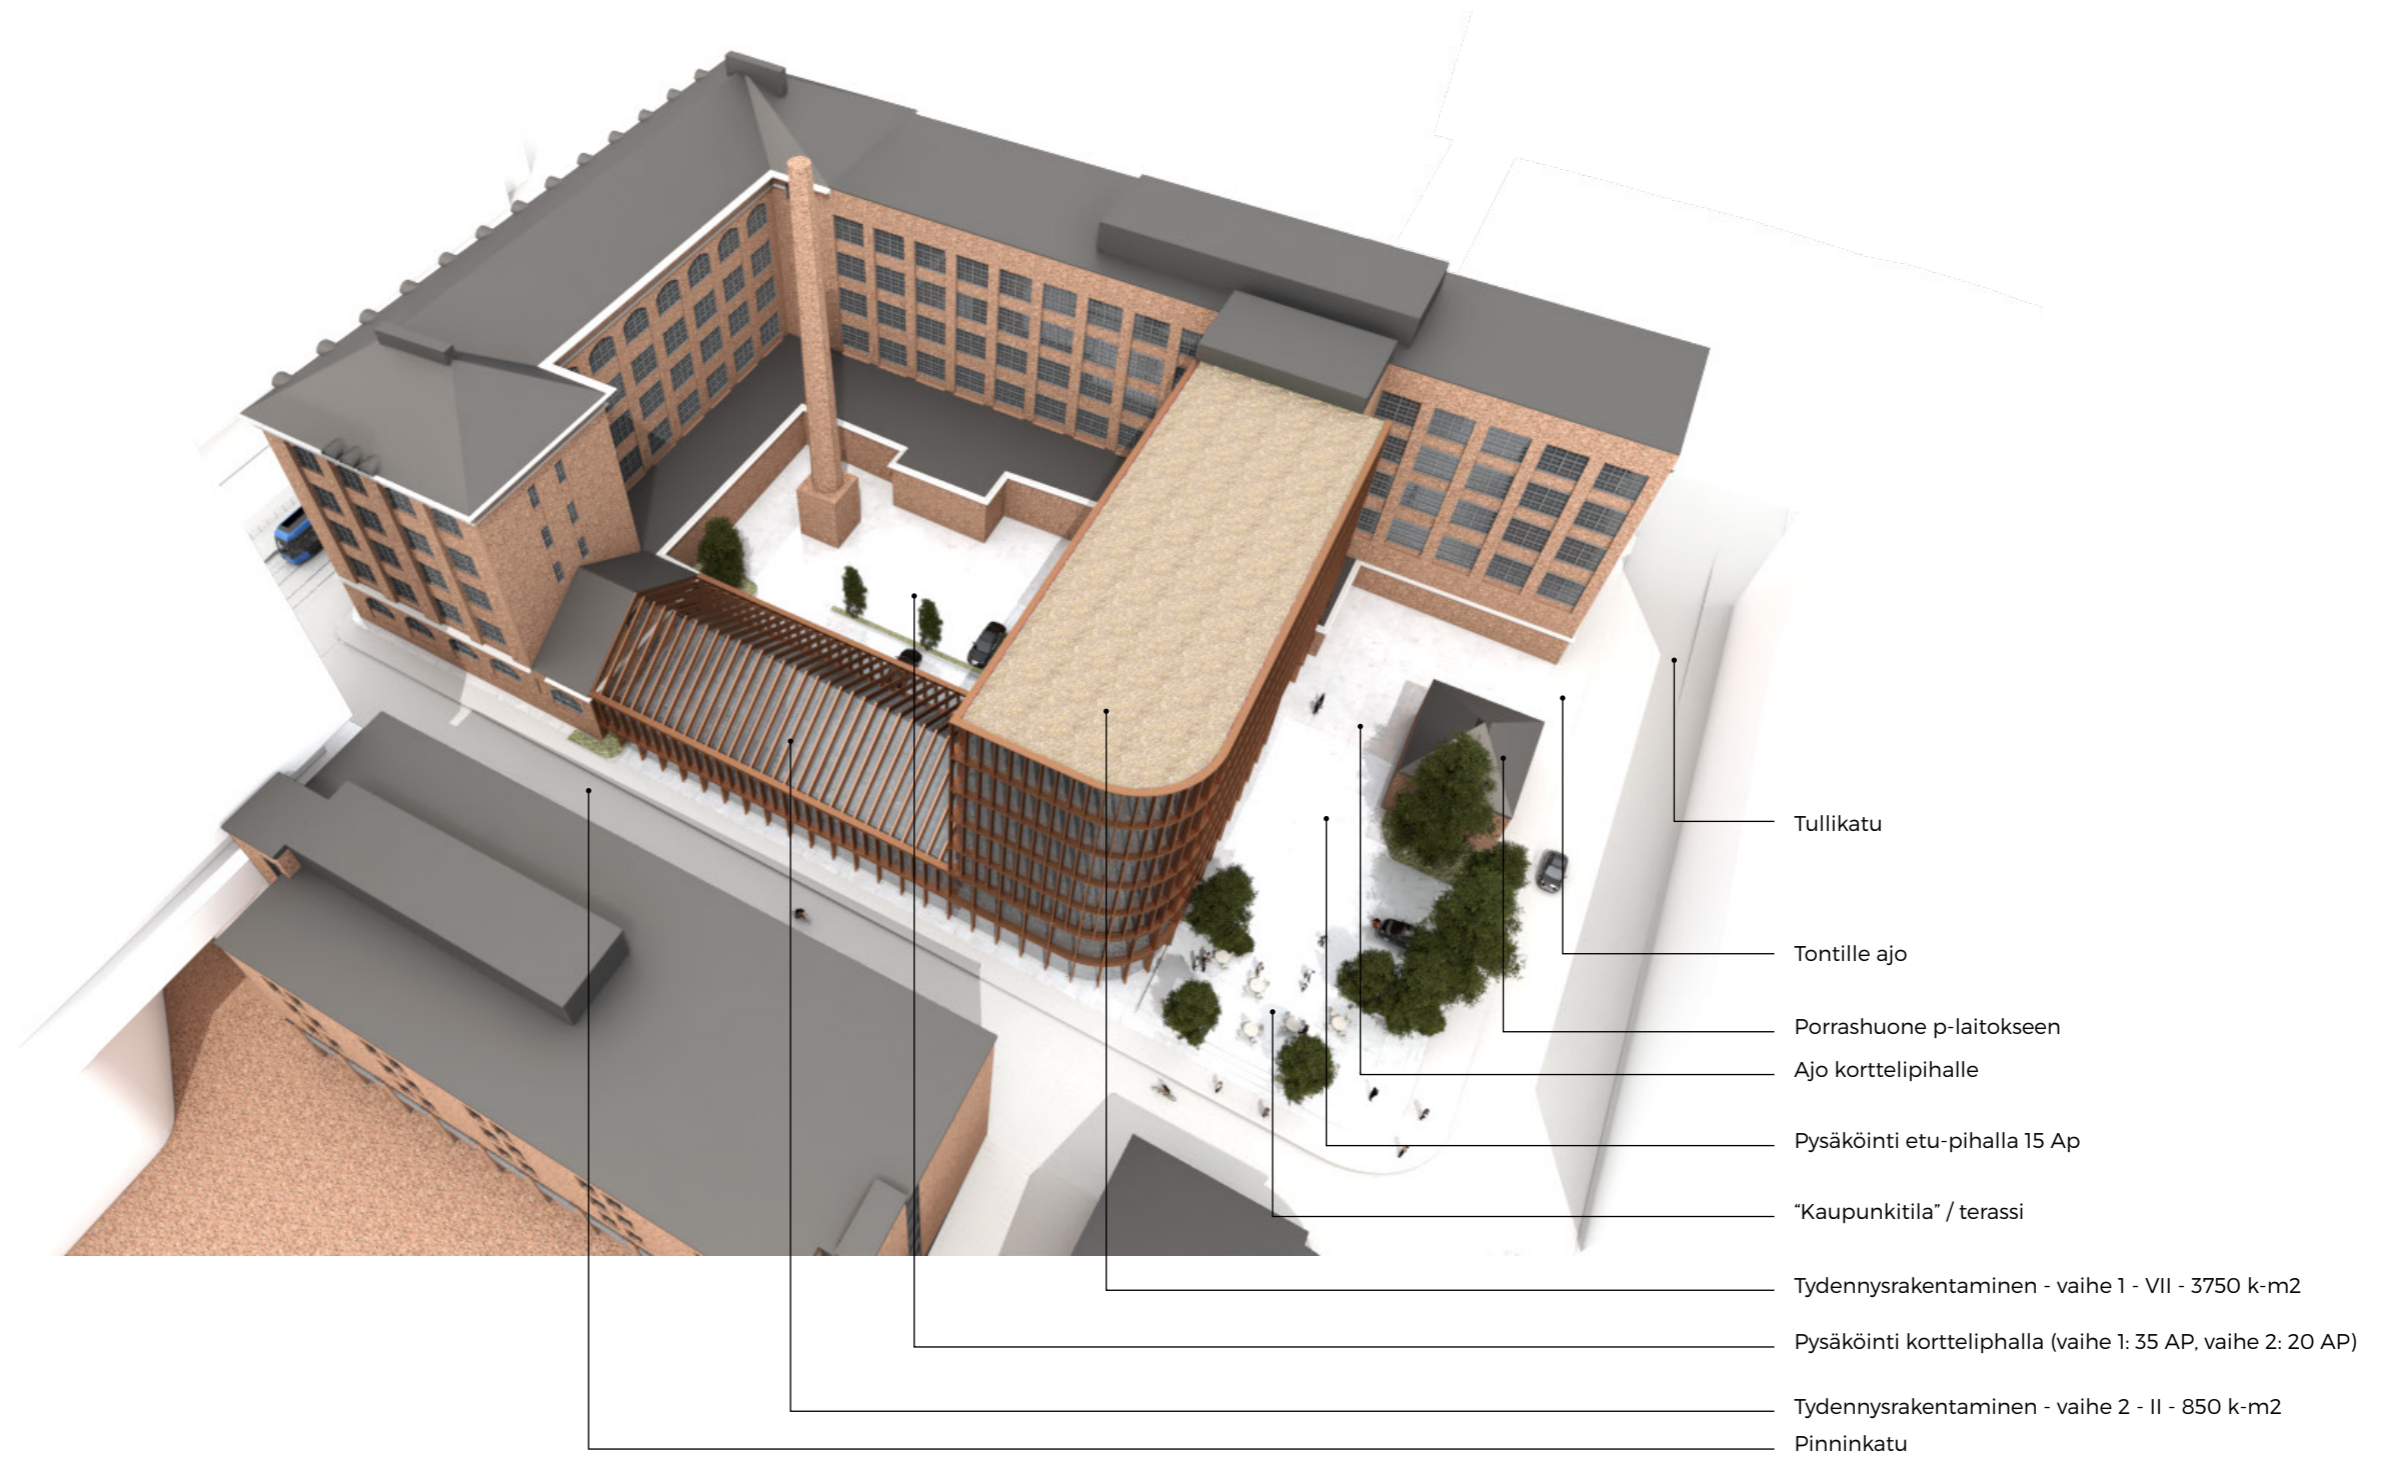 Tullikatu
Tontille ajo
Porrashuone p-laitokseen
Ajo korttelipihalle
Pysäköinti etu-pihalla 15 Ap
“Kaupunkitila” / terassi
Tydennysrakentaminen - vaihe 1 - VII - 3750 k-m2
Pysäköinti kortteliphalla (vaihe 1: 35 AP, vaihe 2: 20 AP)
Tydennysrakentaminen - vaihe 2 - II - 850 k-m2
Pinninkatu